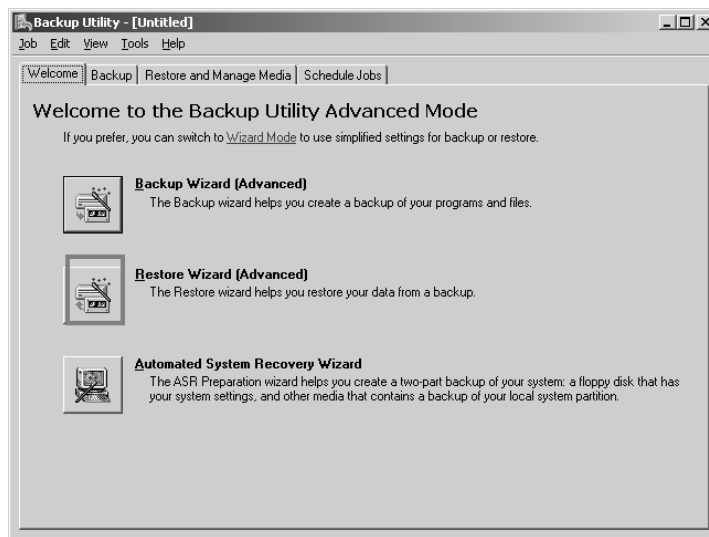 Backup Utility - [Untitled]
Job Edit View Tools Help
Welcome Backup Restore and Manage Media Schedule Jobs
Welcome to the Backup Utility Advanced Mode
If you prefer, you can switch to Wizard Mode to use simplified settings for backup or restore.
Backup Wizard (Advanced)
The Backup wizard helps you create a backup of your programs and files.
Restore Wizard (Advanced)
The Restore wizard helps you restore your data from a backup.
Automated System Recovery Wizard
The ASR Preparation wizard helps you create a two-part backup of your system: a floppy disk that has
your system settings, and other media that contains a backup of your local system partition.